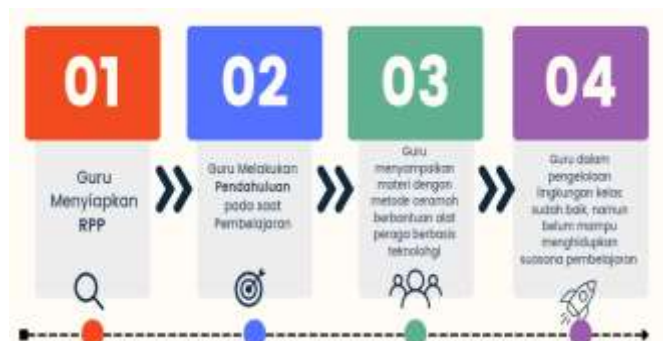 01
02
03
04
Guru
Menyiapkan
RPP
Guru Melakukan
Pendahuluan
pada saat
Pembelajaran
Guru
menyampaikan
materi dengan
metode ceramah
berbantuan alat
peraga berbasis
teknolohgi
Guru dalam
pengelolaan
lingkungan kelas
sudah baik, namun
belum mampu
menghidupkan
suasana pembelajaran